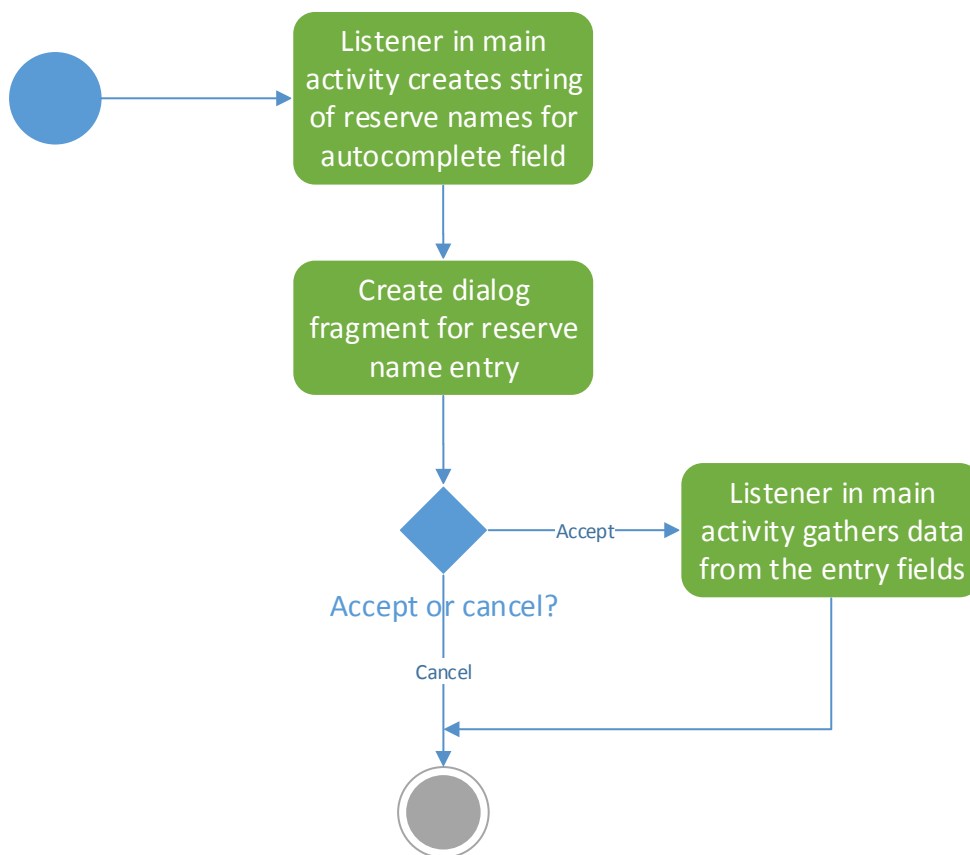 Listener in main
activity creates string
of reserve names for
autocomplete field
Create dialog
fragment for reserve
name entry
Listener in main
activity gathers data
from the entry fields
Accept
Accept or cancel?
Cancel